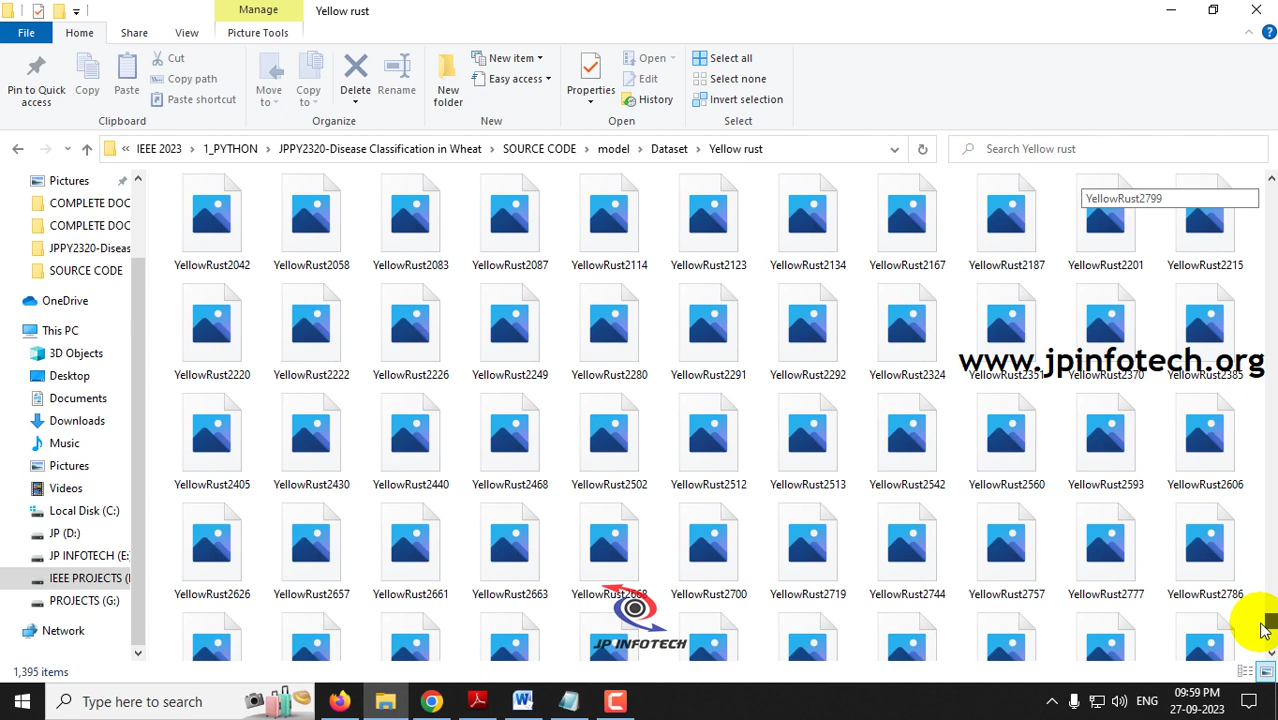 Manage
Yellow rust
File
Home
Share
View
Picture Tools
Pin to Quick access
Copy
Paste
Cut
Copy path
Paste shortcut
Move to
Copy to
Delete
Rename
New folder
New item
Easy access
Properties
Open
Edit
History
Select all
Select none
Invert selection
Clipboard
Organize
New
Open
Select
« IEEE 2023 › 1_PYTHON › JPPY2320-Disease Classification in Wheat › SOURCE CODE › model › Dataset › Yellow rust
Search Yellow rust
Pictures
COMPLETE DOC
COMPLETE DOC
JPPY2320-Diseas
SOURCE CODE
OneDrive
This PC
3D Objects
Desktop
Documents
Downloads
Music
Pictures
Videos
Local Disk (C:)
JP (D:)
JP INFOTECH (E:
IEEE PROJECTS (
PROJECTS (G:)
Network
YellowRust2799
YellowRust2042 YellowRust2058 YellowRust2083 YellowRust2087 YellowRust2114 YellowRust2123 YellowRust2134 YellowRust2167 YellowRust2187 YellowRust2201 YellowRust2215
YellowRust2220 YellowRust2222 YellowRust2226 YellowRust2249 YellowRust2280 YellowRust2291 YellowRust2292 YellowRust2324 YellowRust2351 YellowRust2370 YellowRust2385
www.jpinfotech.org
YellowRust2405 YellowRust2430 YellowRust2440 YellowRust2468 YellowRust2502 YellowRust2512 YellowRust2513 YellowRust2542 YellowRust2560 YellowRust2593 YellowRust2606
YellowRust2626 YellowRust2657 YellowRust2661 YellowRust2663 YellowRust2668 YellowRust2700 YellowRust2719 YellowRust2744 YellowRust2757 YellowRust2777 YellowRust2786
JP INFOTECH
1,395 items
Type here to search
ENG
09:59 PM
27-09-2023